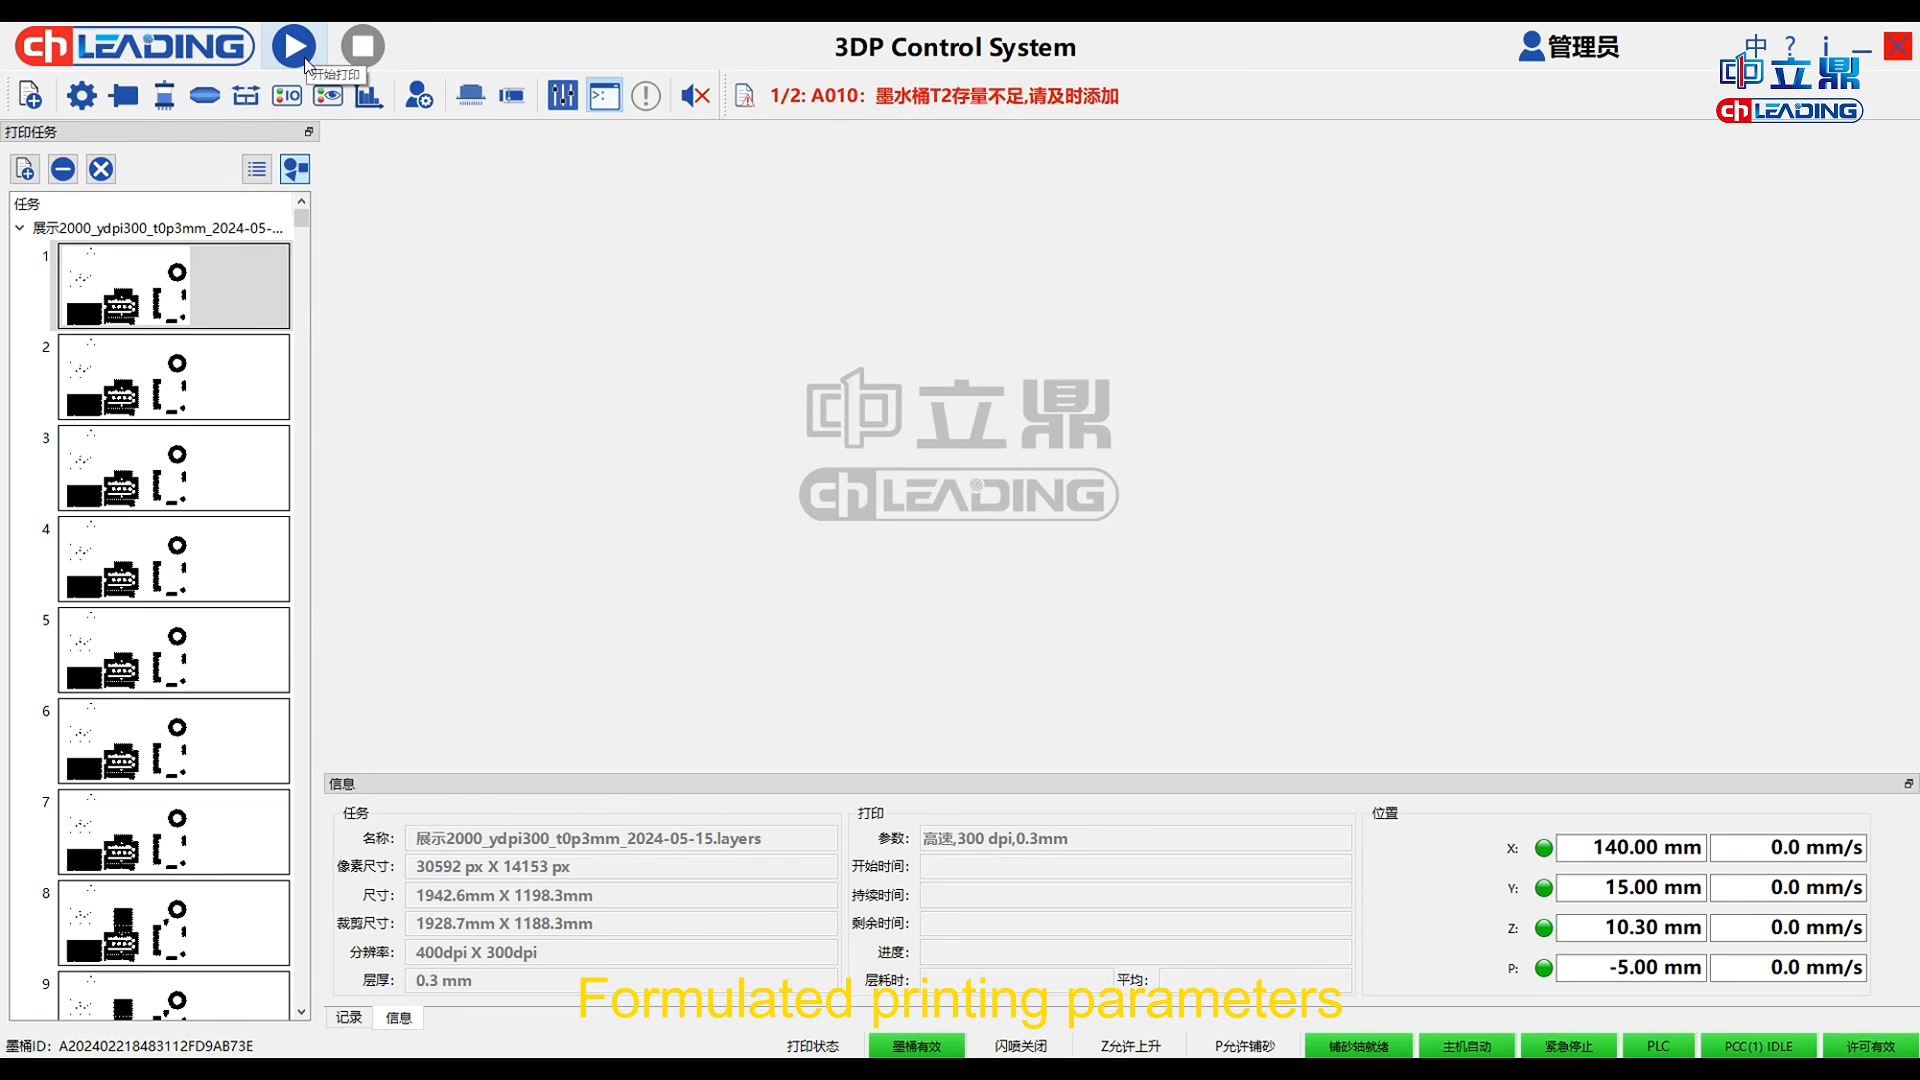 ch LEADING
3DP Control System
管理员
中 ? i
中立鼎
ch LEADING
开始打印
1/2: A010: 墨水桶T2存量不足,请及时添加
打印任务
任务
展示2000_ydpi300_t0p3mm_2024-05-...
1
2
3
4
5
6
7
8
9
中立鼎
ch LEADING
信息
任务
名称: 展示2000_ydpi300_t0p3mm_2024-05-15.layers
像素尺寸: 30592 px X 14153 px
尺寸: 1942.6mm X 1198.3mm
裁剪尺寸: 1928.7mm X 1188.3mm
分辨率: 400dpi X 300dpi
层厚: 0.3 mm
打印
参数: 高速,300 dpi,0.3mm
开始时间:
持续时间:
剩余时间:
进度:
层耗时: 平均:
位置
X: 140.00 mm 0.0 mm/s
Y: 15.00 mm 0.0 mm/s
Z: 10.30 mm 0.0 mm/s
P: -5.00 mm 0.0 mm/s
Formulated printing parameters
记录 信息
墨桶ID: A202402218483112FD9AB73E
打印状态 墨桶有效 闪喷关闭 Z允许上升 P允许铺砂 铺砂轴就绪 主机自动 紧急停止 PLC PCC(1) IDLE 许可有效